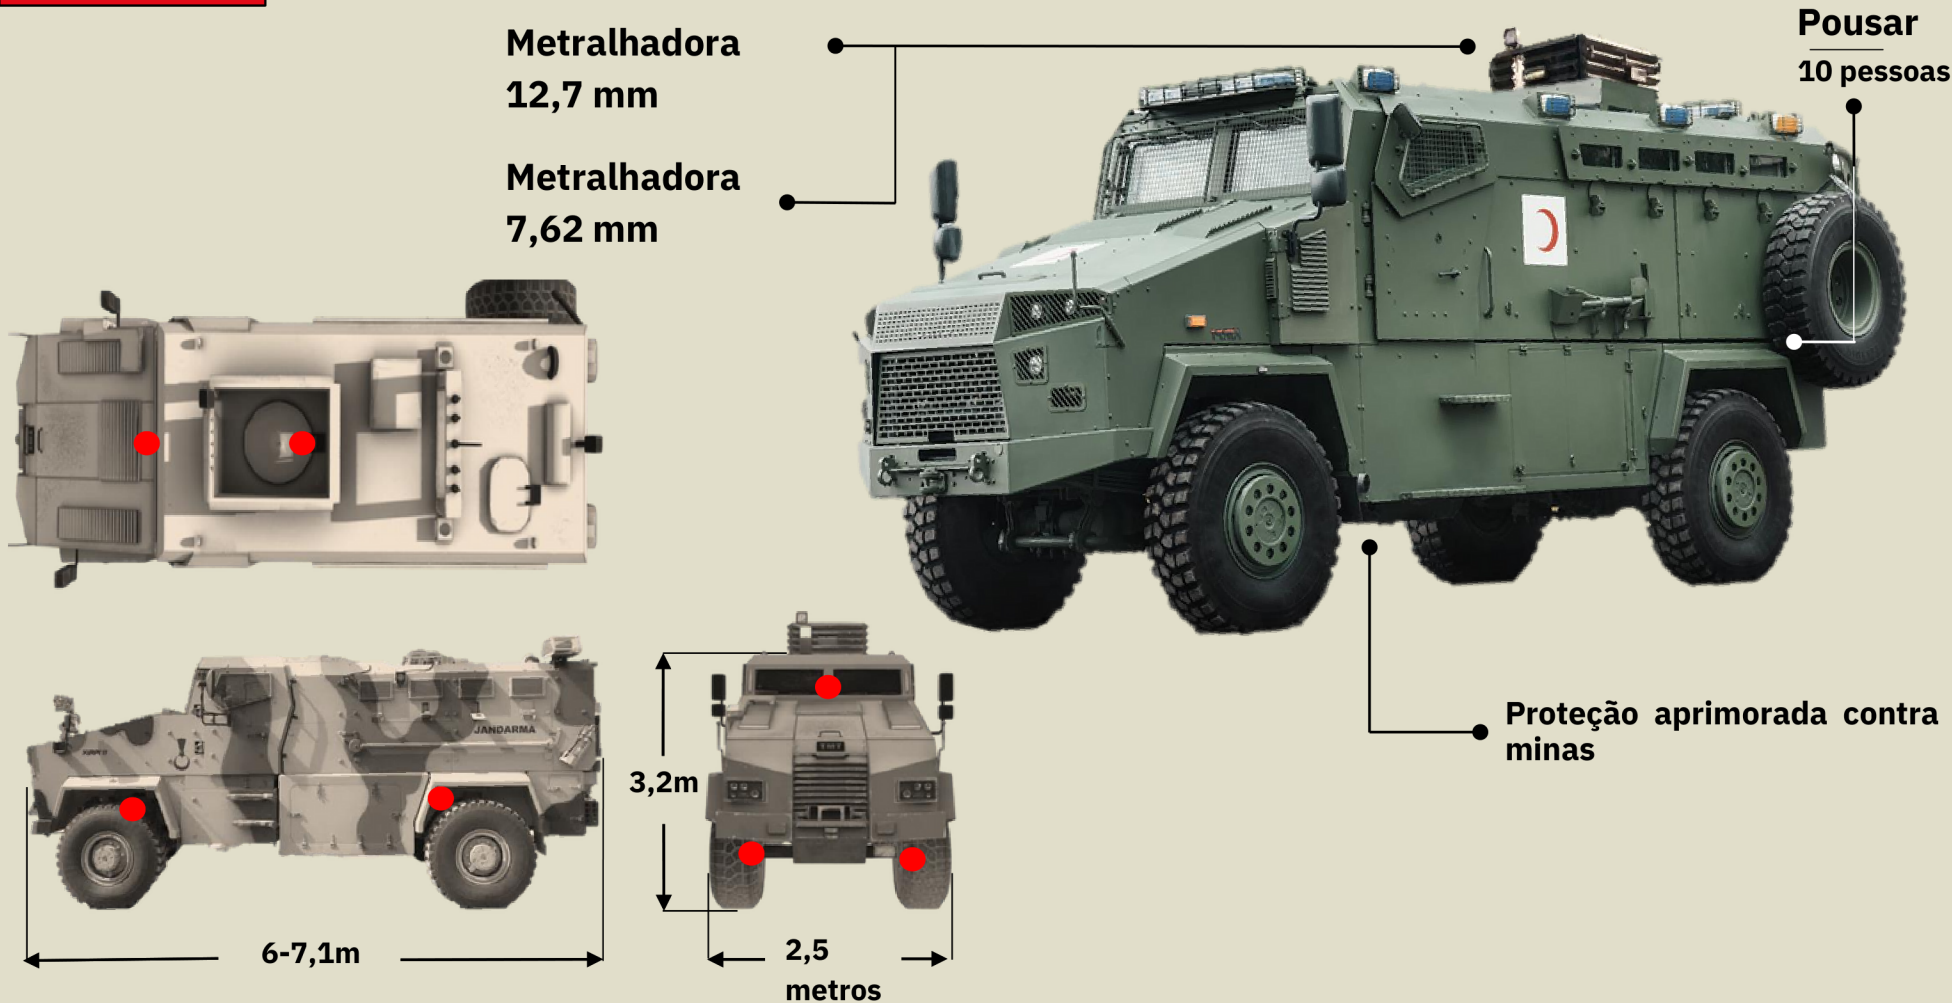 Metralhadora
12,7 mm
Metralhadora
7,62 mm
Pousar
10 pessoas
JANDARMA
3,2m
Proteção aprimorada contra
minas
6-7,1m
2,5
metros